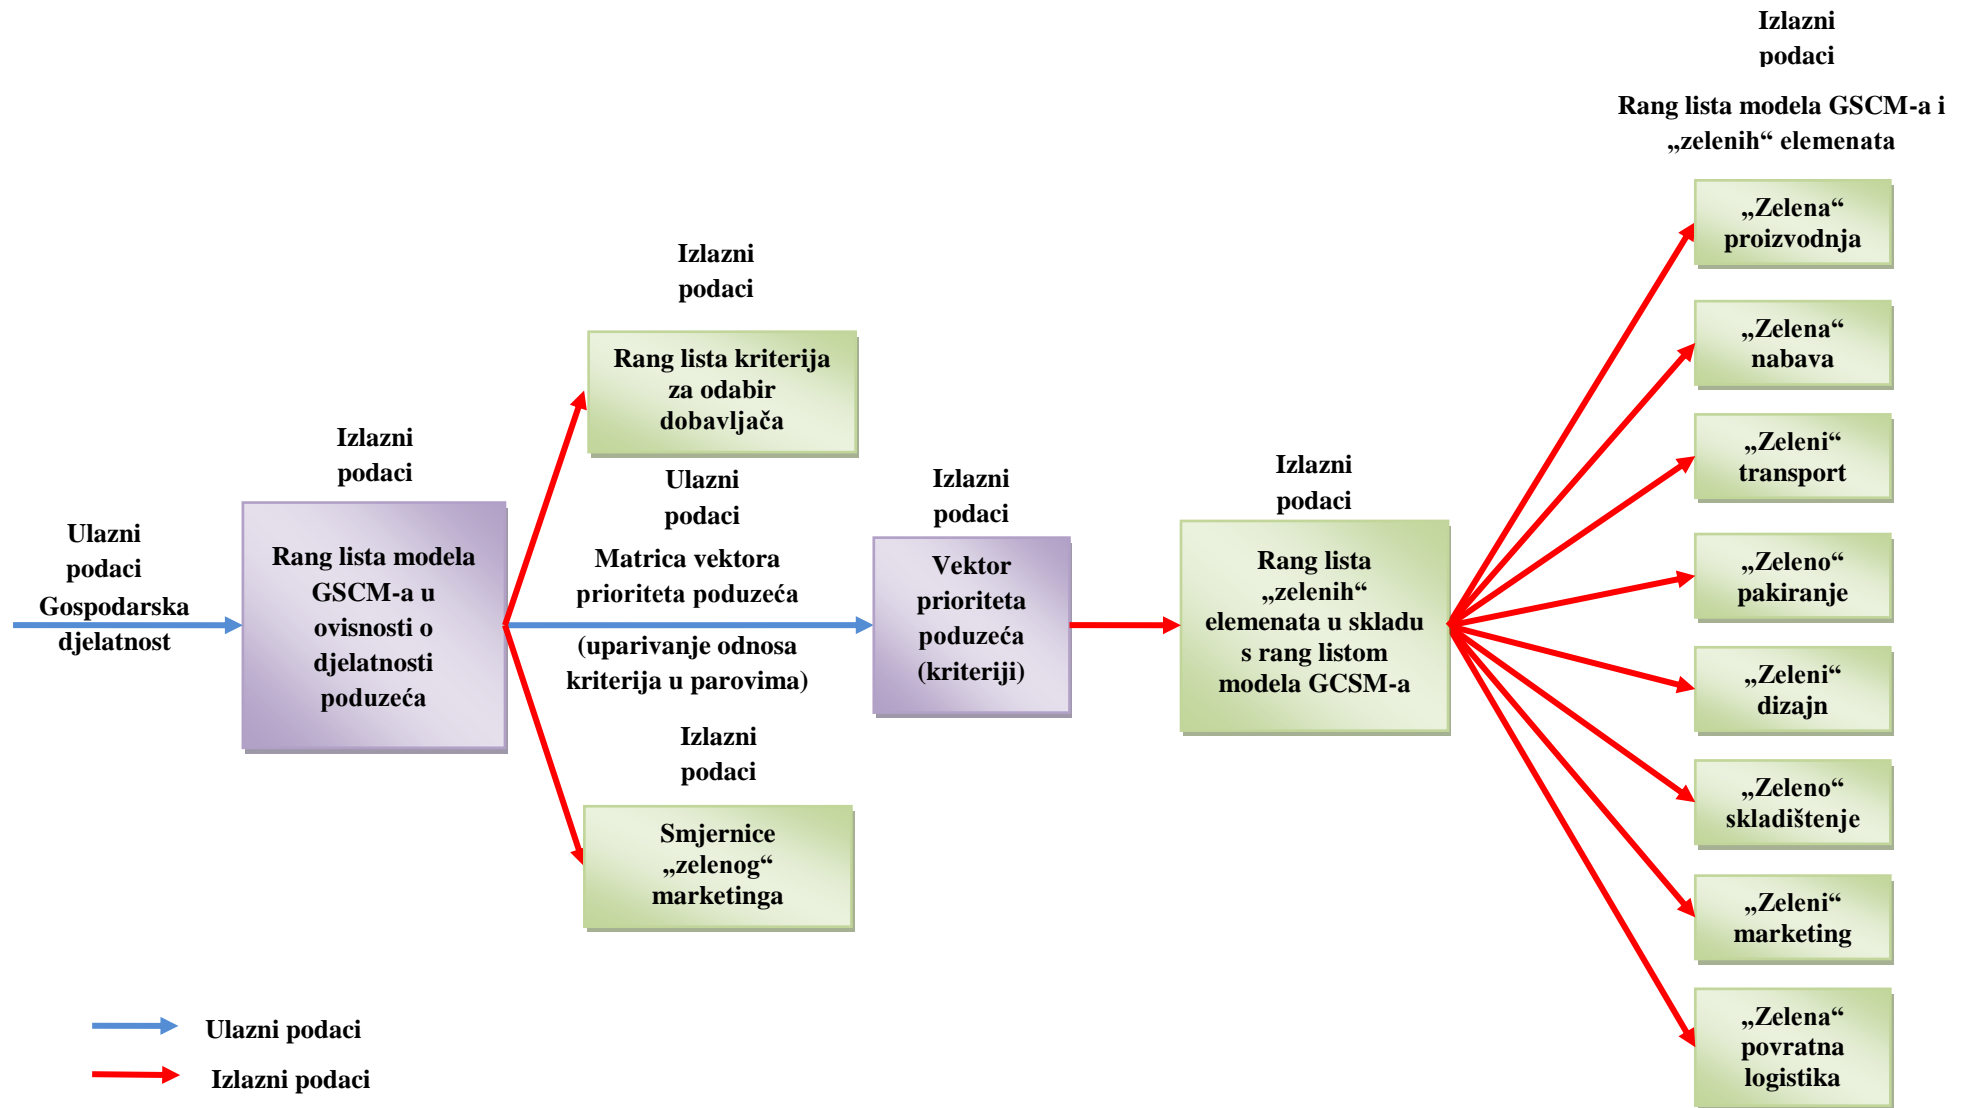 Ulazni
podaci
Gospodarska
djelatnost
Izlazni
podaci
Rang lista modela
GSCM-a u
ovisnosti o
djelatnosti
poduzeća
Izlazni
podaci
Rang lista kriterija
za odabir
dobavljača
Ulazni
podaci
Matrica vektora
prioriteta poduzeća
(uparivanje odnosa
kriterija u parovima)
Izlazni
podaci
Smjernice
„zelenog“
marketinga
Izlazni
podaci
Vektor
prioriteta
poduzeća
(kriteriji)
Izlazni
podaci
Rang lista
„zelenih“
elemenata u skladu
s rang listom
modela GCSM-a
Izlazni
podaci
Rang lista modela GSCM-a i
„zelenih“ elemenata
„Zelena“
proizvodnja
„Zelena“
nabava
„Zeleni“
transport
„Zeleno“
pakiranje
„Zeleni“
dizajn
„Zeleno“
skladištenje
„Zeleni“
marketing
„Zelena“
povratna
logistika
Ulazni podaci
Izlazni podaci